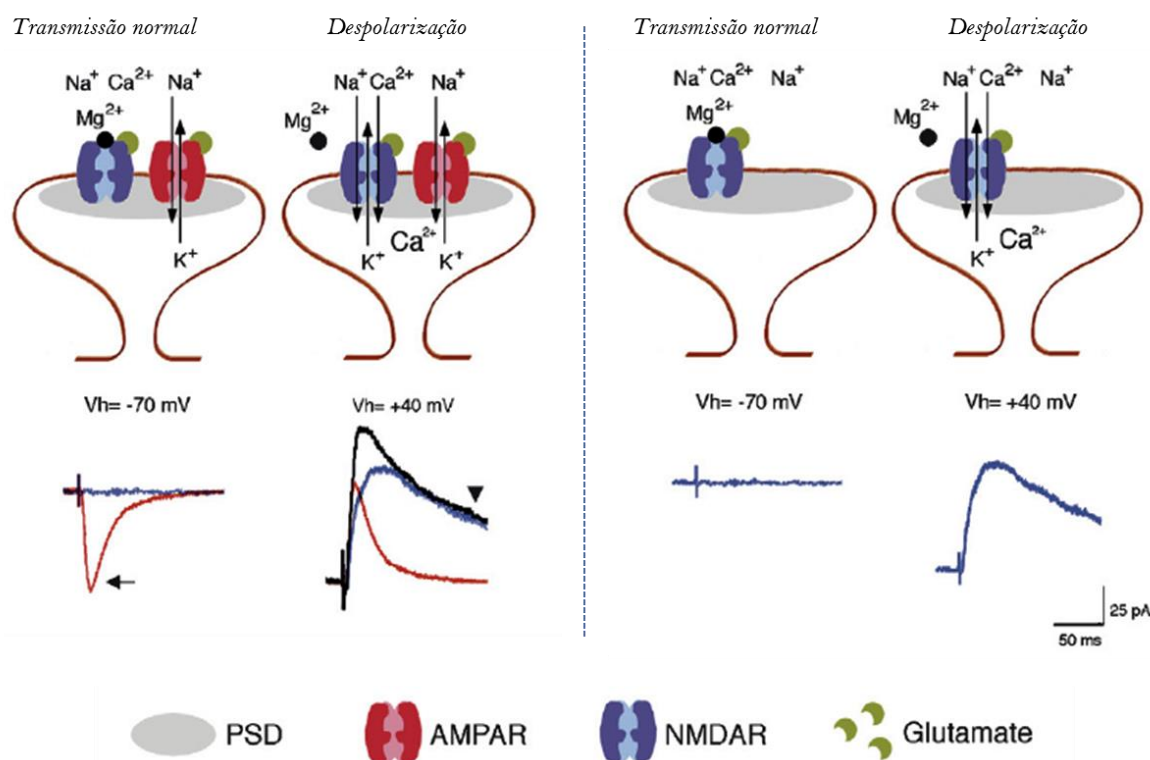 Transmissão normal
Despolarização
Transmissão normal
Despolarização
Na⁺ Ca²⁺ Na⁺
Mg²⁺
K⁺
Na⁺ Ca²⁺ Na⁺
Mg²⁺
Ca²⁺
K⁺ K⁺
Na⁺ Ca²⁺ Na⁺
Mg²⁺
Na⁺ Ca²⁺ Na⁺
Mg²⁺
Ca²⁺
K⁺
Vh= -70 mV
Vh= +40 mV
Vh= -70 mV
Vh= +40 mV
25 pA
50 ms
PSD
AMPAR
NMDAR
Glutamate